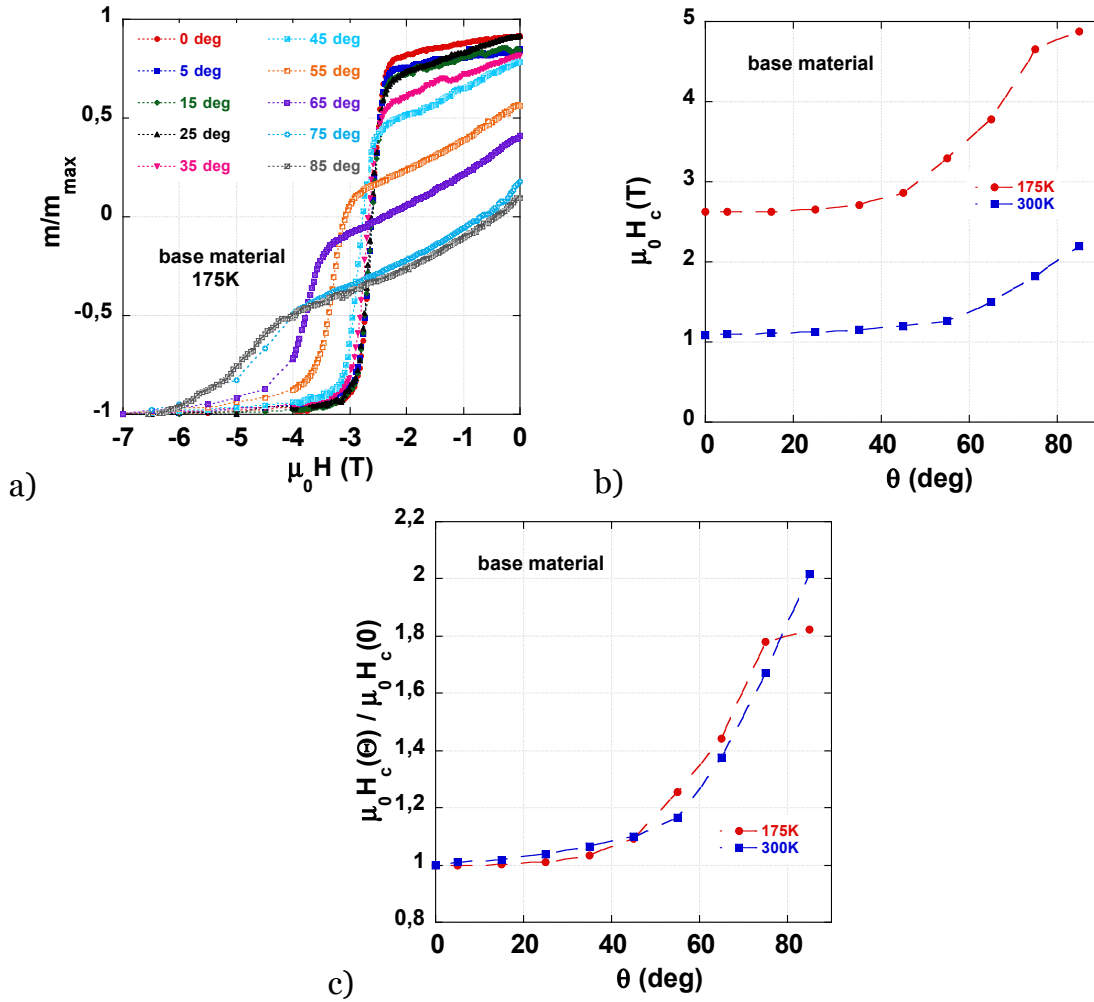 1
0,5
0
-0,5
-1
m/m max
0 deg
5 deg
15 deg
25 deg
35 deg
45 deg
55 deg
65 deg
75 deg
85 deg
base material
175K
-7 -6 -5 -4 -3 -2 -1 0
μ₀H (T)
a)
5
4
3
2
1
0
μ₀Hc(T)
base material
175K
300K
0 20 40 60 80
θ (deg)
b)
2,2
2
1,8
1,6
1,4
1,2
1
0,8
μ₀Hc(Θ) / μ₀Hc(0)
base material
175K
300K
0 20 40 60 80
θ (deg)
c)